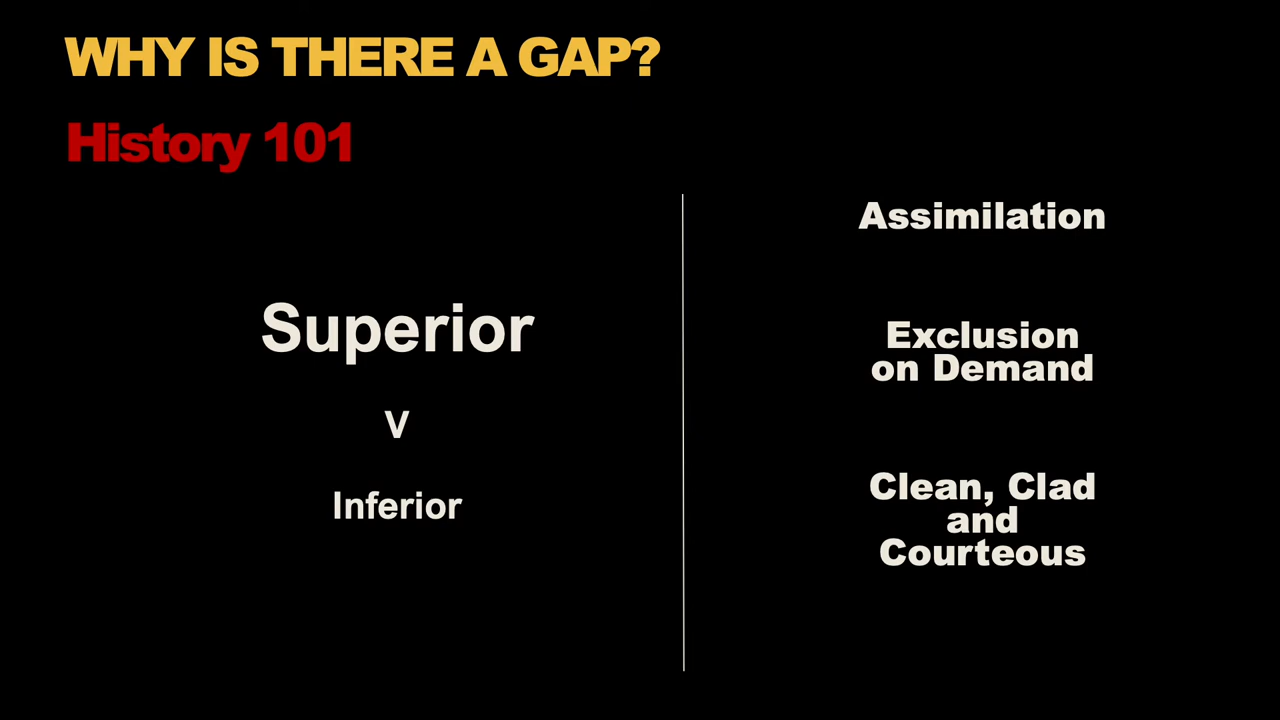 WHY IS THERE A GAP?
History 101
Superior
V
Inferior
Assimilation
Exclusion
on Demand
Clean, Clad
and
Courteous